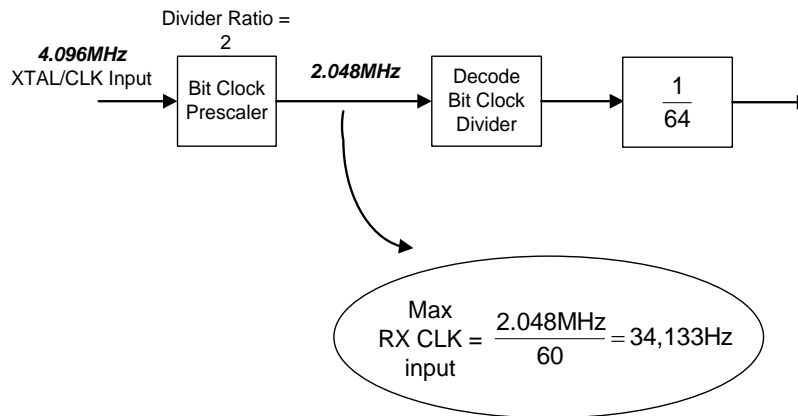 Divider Ratio =
2
4.096MHz
XTAL/CLK Input
Bit Clock
Prescaler
2.048MHz
Decode
Bit Clock
Divider
1
64
Max
RX CLK = 2.048MHz / 60 = 34,133Hz
input